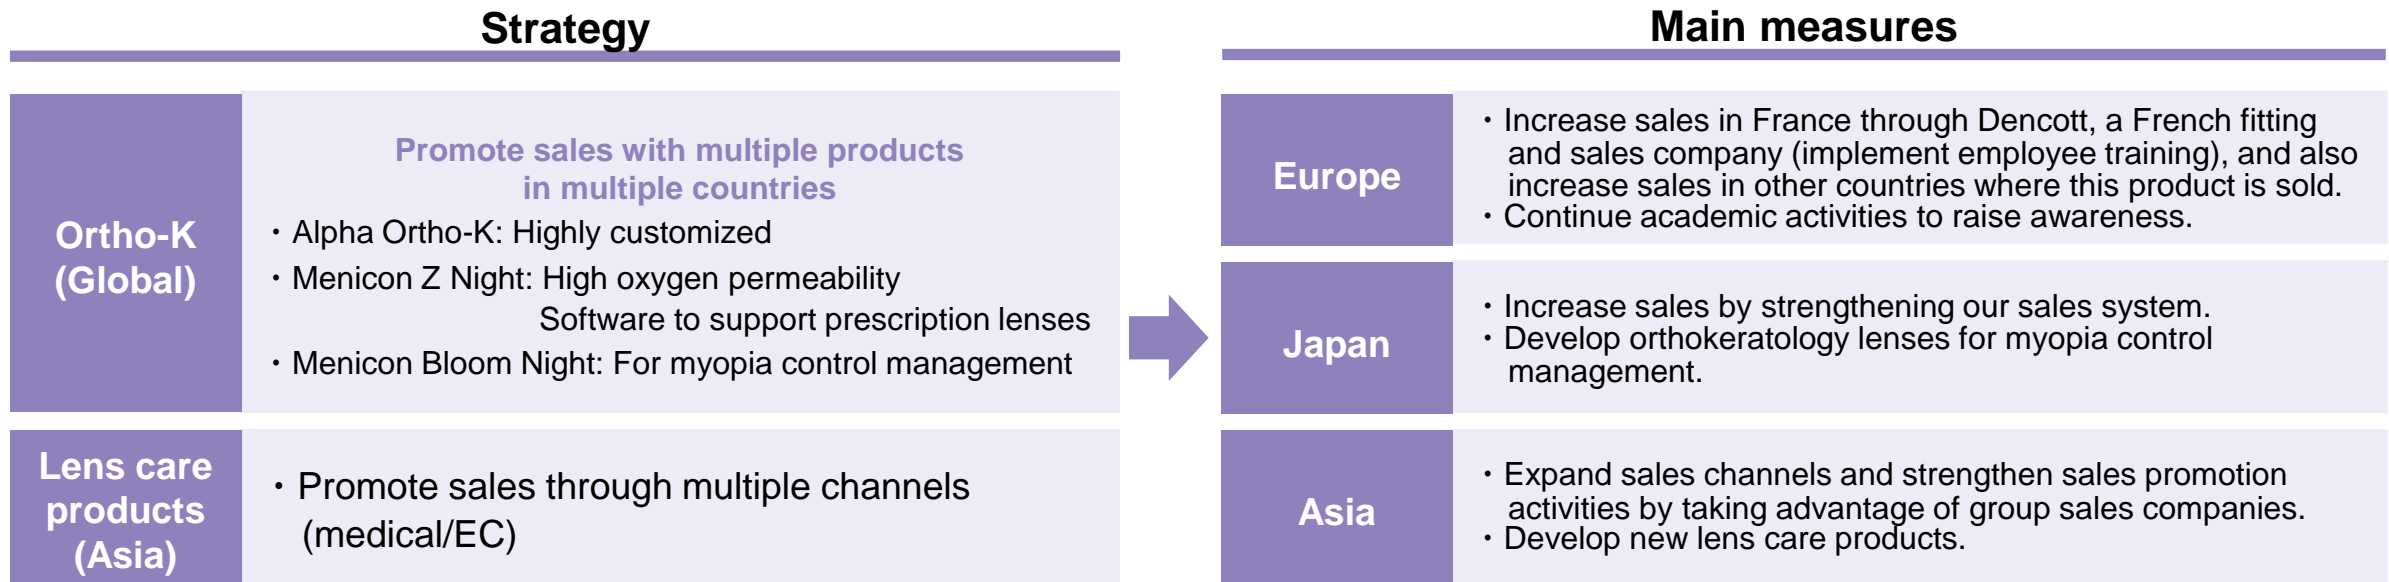 Strategy
Ortho-K
(Global)
Promote sales with multiple products
in multiple countries
・Alpha Ortho-K: Highly customized
・Menicon Z Night: High oxygen permeability
Software to support prescription lenses
・Menicon Bloom Night: For myopia control management
Lens care
products
(Asia)
・Promote sales through multiple channels
(medical/EC)
Main measures
Europe
・Increase sales in France through Dencott, a French fitting
and sales company (implement employee training), and also
increase sales in other countries where this product is sold.
・Continue academic activities to raise awareness.
Japan
・Increase sales by strengthening our sales system.
・Develop orthokeratology lenses for myopia control
management.
Asia
・Expand sales channels and strengthen sales promotion
activities by taking advantage of group sales companies.
・Develop new lens care products.